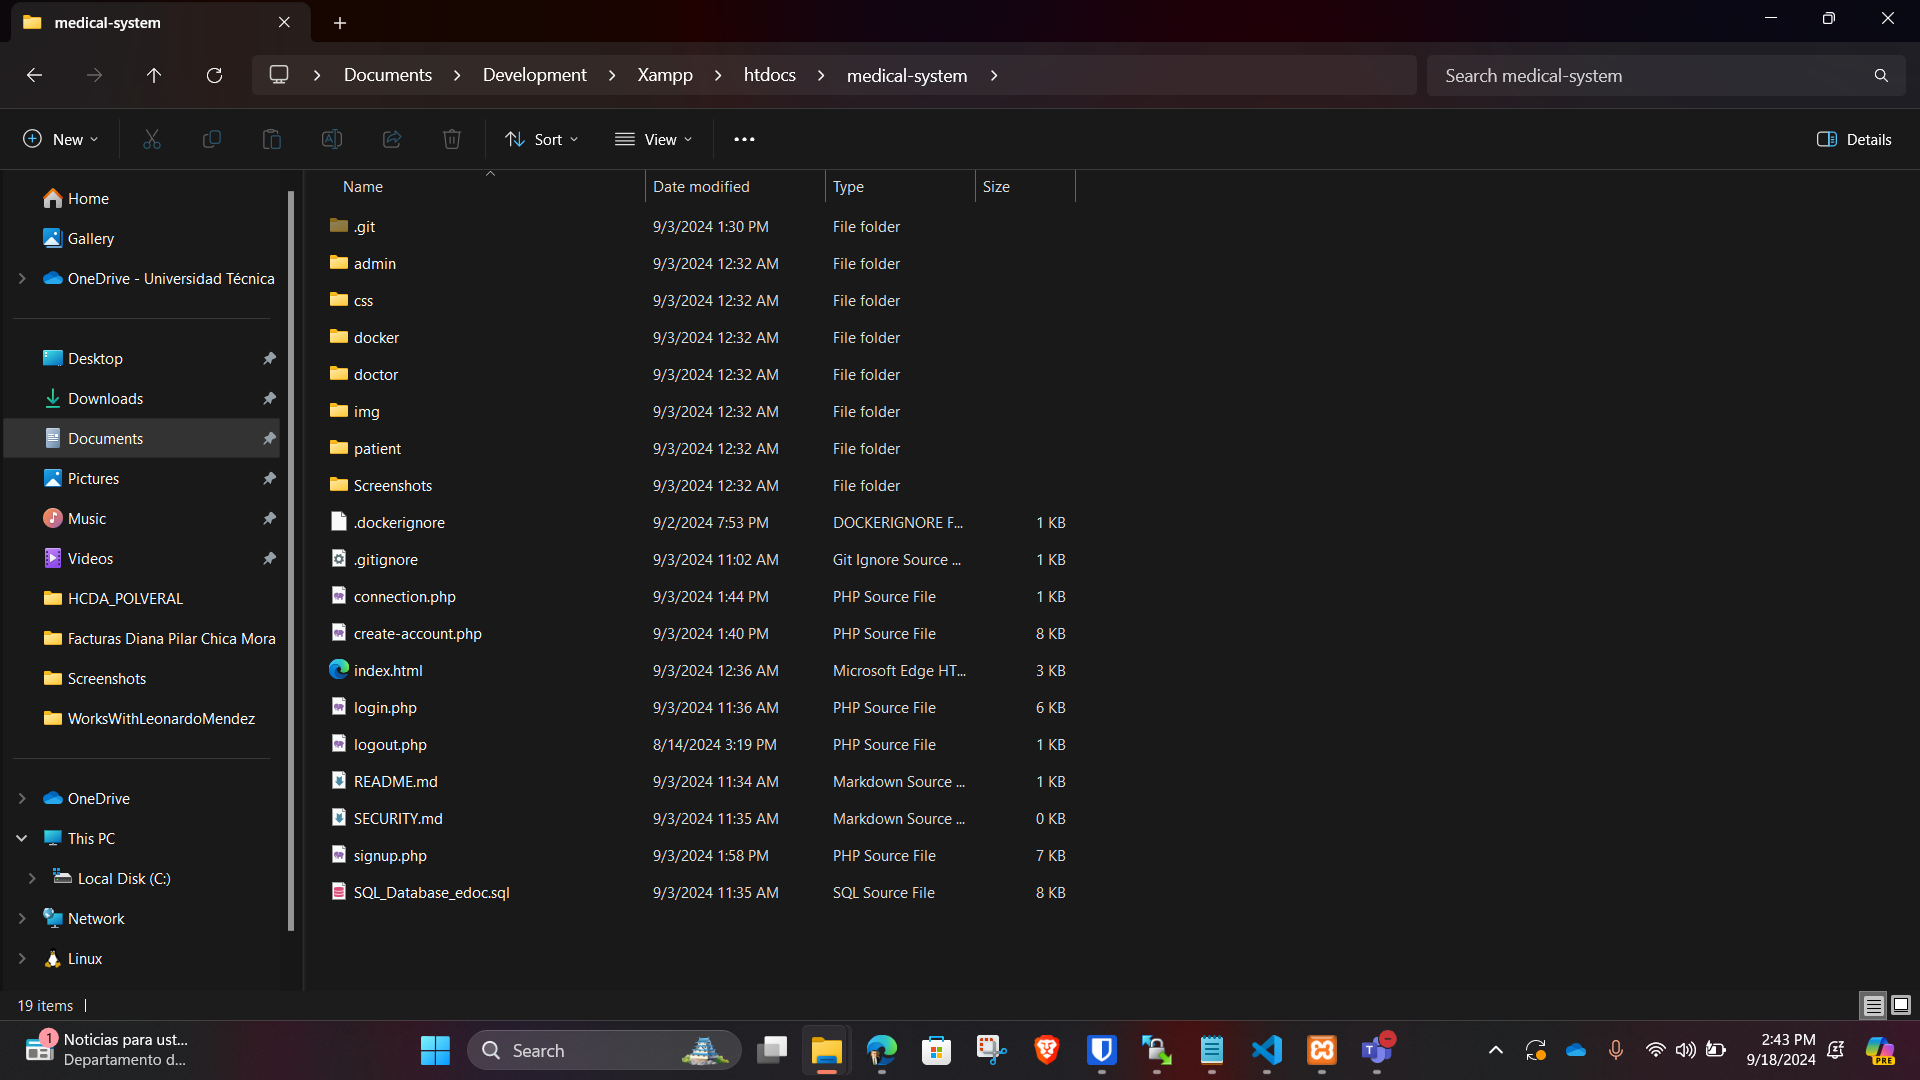 medical-system
Documents
Development
Xampp
htdocs
medical-system
Search medical-system
New
Sort
View
Details
Name
Date modified
Type
Size
Home
Gallery
OneDrive - Universidad Técnica
Desktop
Downloads
Documents
Pictures
Music
Videos
HCDA_POLVERAL
Facturas Diana Pilar Chica Mora
Screenshots
WorksWithLeonardoMendez
OneDrive
This PC
Local Disk (C:)
Network
Linux
.git 9/3/2024 1:30 PM File folder
admin 9/3/2024 12:32 AM File folder
css 9/3/2024 12:32 AM File folder
docker 9/3/2024 12:32 AM File folder
doctor 9/3/2024 12:32 AM File folder
img 9/3/2024 12:32 AM File folder
patient 9/3/2024 12:32 AM File folder
Screenshots 9/3/2024 12:32 AM File folder
.dockerignore 9/2/2024 7:53 PM DOCKERIGNORE F... 1 KB
.gitignore 9/3/2024 11:02 AM Git Ignore Source ... 1 KB
connection.php 9/3/2024 1:44 PM PHP Source File 1 KB
create-account.php 9/3/2024 1:40 PM PHP Source File 8 KB
index.html 9/3/2024 12:36 AM Microsoft Edge HT... 3 KB
login.php 9/3/2024 11:36 AM PHP Source File 6 KB
logout.php 8/14/2024 3:19 PM PHP Source File 1 KB
README.md 9/3/2024 11:34 AM Markdown Source ... 1 KB
SECURITY.md 9/3/2024 11:35 AM Markdown Source ... 0 KB
signup.php 9/3/2024 1:58 PM PHP Source File 7 KB
SQL_Database_edoc.sql 9/3/2024 11:35 AM SQL Source File 8 KB
19 items
1
Noticias para ust...
Departamento d...
Search
PRE
2:43 PM
9/18/2024